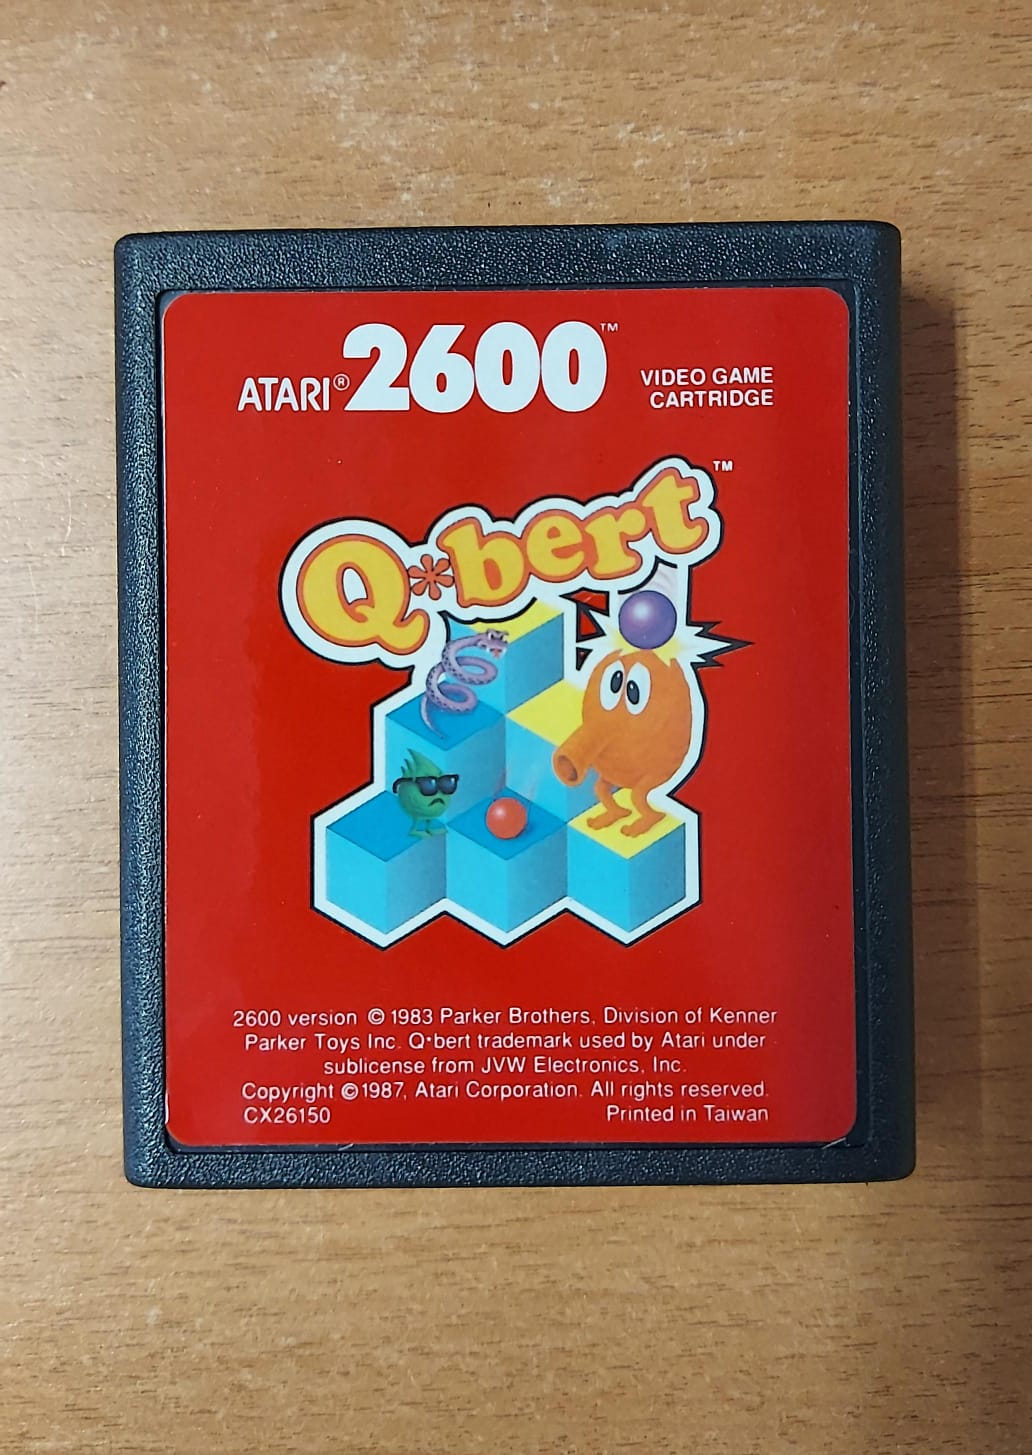 ATARI® 2600™
VIDEO GAME
CARTRIDGE
Q*bert™
2600 version © 1983 Parker Brothers, Division of Kenner
Parker Toys Inc. Q*bert trademark used by Atari under
sublicense from JVW Electronics, Inc.
Copyright © 1987, Atari Corporation. All rights reserved.
CX26150 Printed in Taiwan